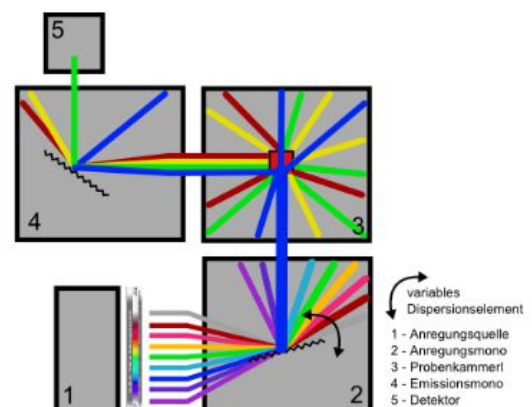 5
4
3
1
2
variables
Dispersionselement
1 - Anregungsquelle
2 - Anregungsmono
3 - Probenkammerl
4 - Emissionsmono
5 - Detektor